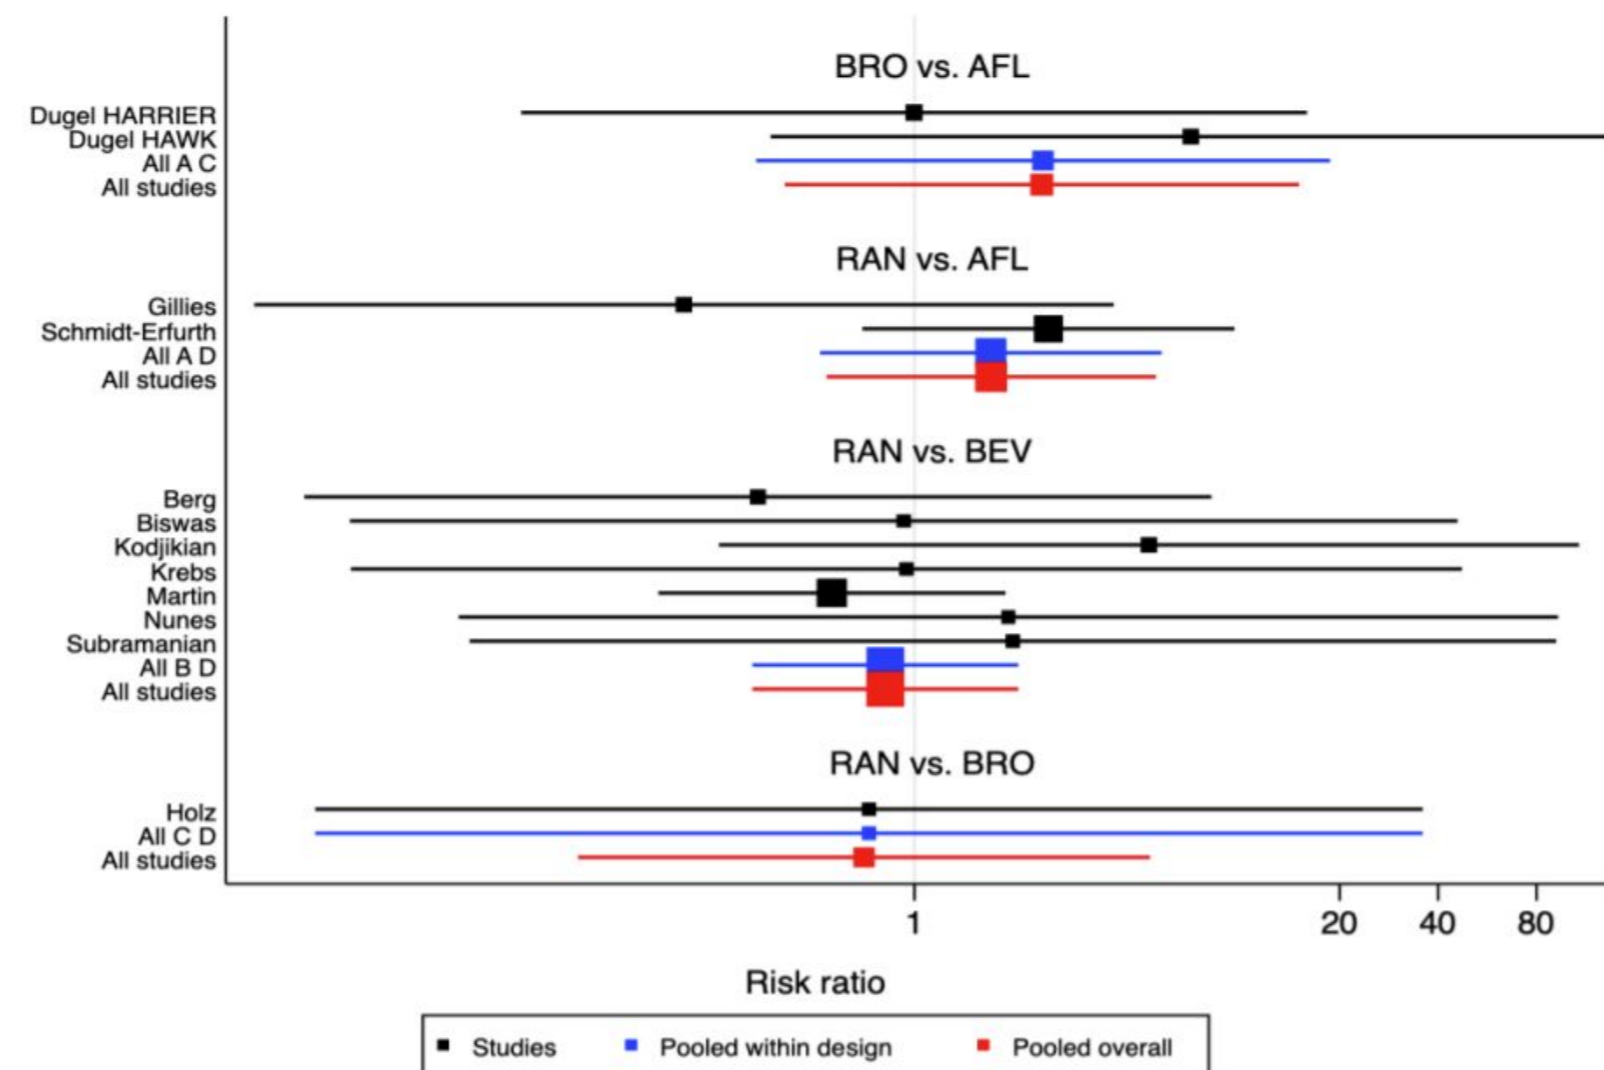 BRO vs. AFL
Dugel HARRIER
Dugel HAWK
All A C
All studies
RAN vs. AFL
Gillies
Schmidt-Erfurth
All A D
All studies
RAN vs. BEV
Berg
Biswas
Kodjikian
Krebs
Martin
Nunes
Subramanian
All B D
All studies
RAN vs. BRO
Holz
All C D
All studies
1 20 40 80
Risk ratio
Studies Pooled within design Pooled overall